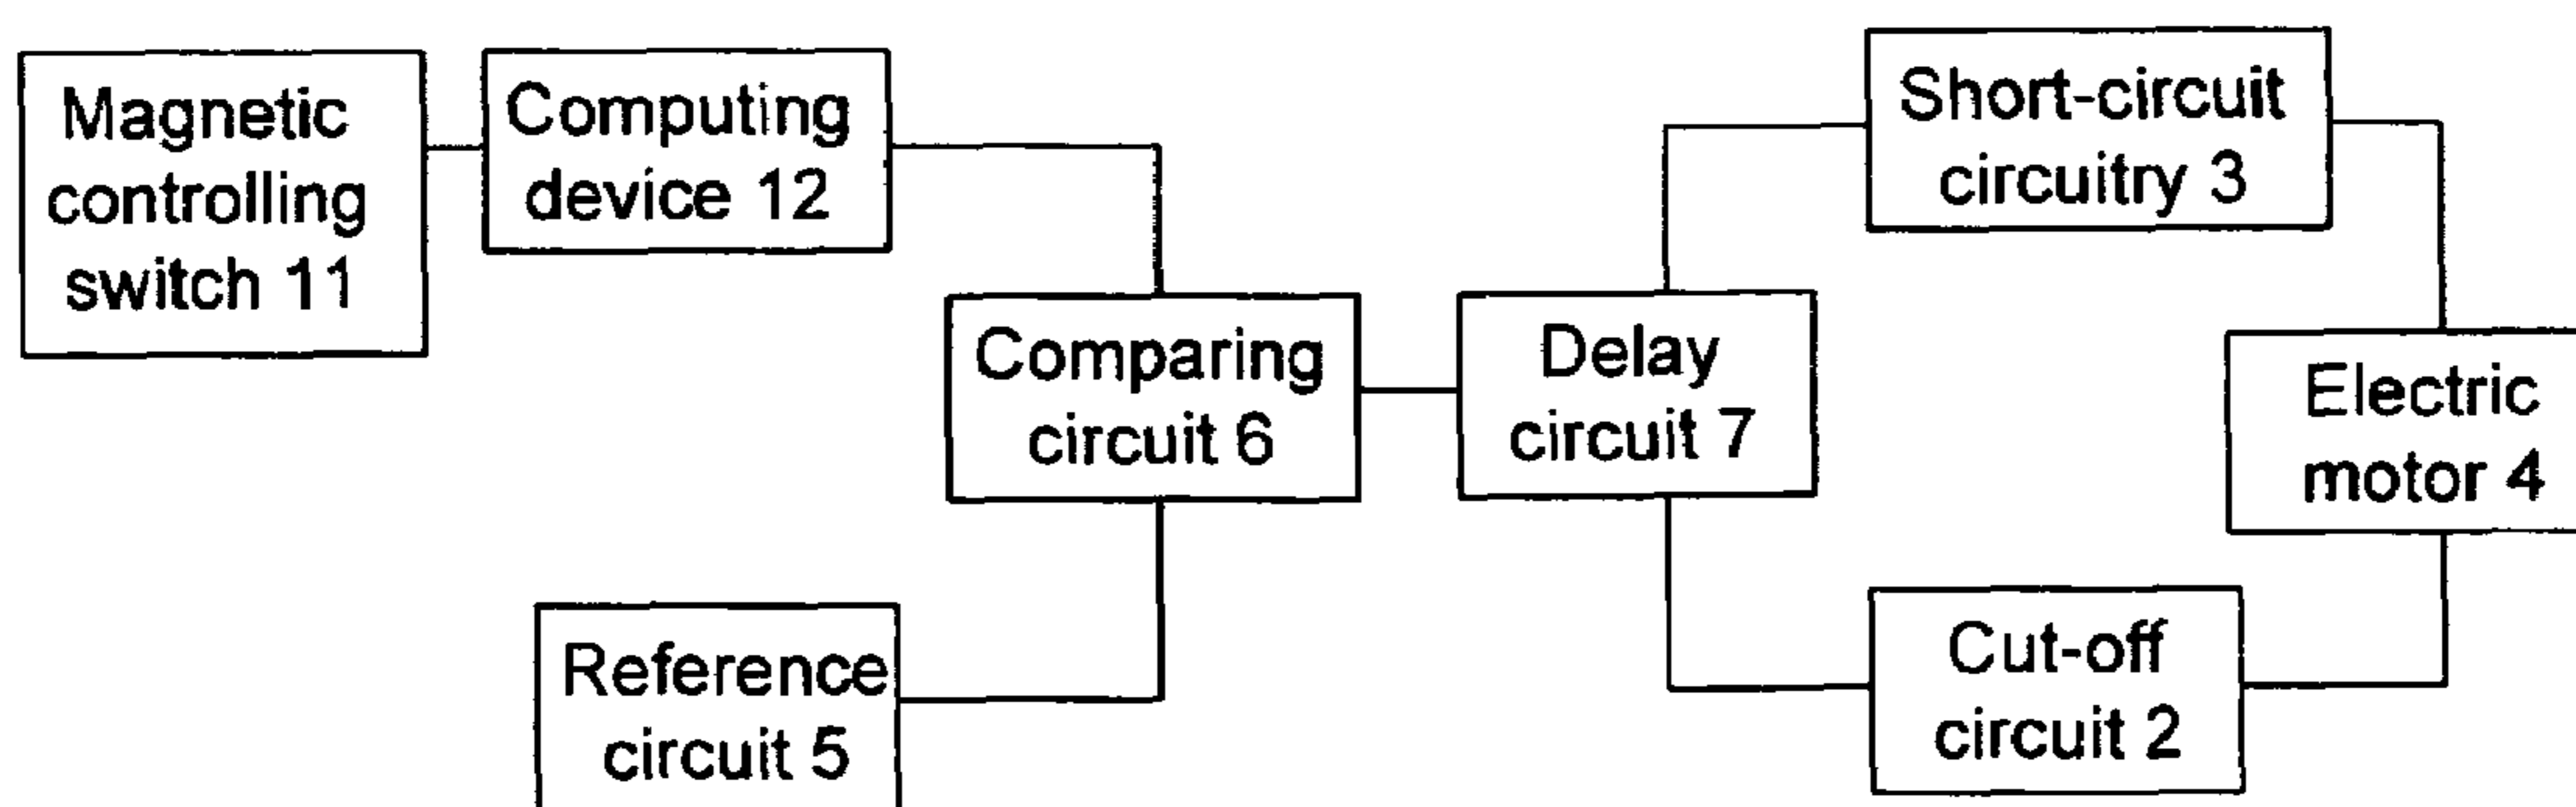 Magnetic
controlling
switch 11
Computing
device 12
Comparing
circuit 6
Reference
circuit 5
Delay
circuit 7
Short-circuit
circuitry 3
Electric
motor 4
Cut-off
circuit 2